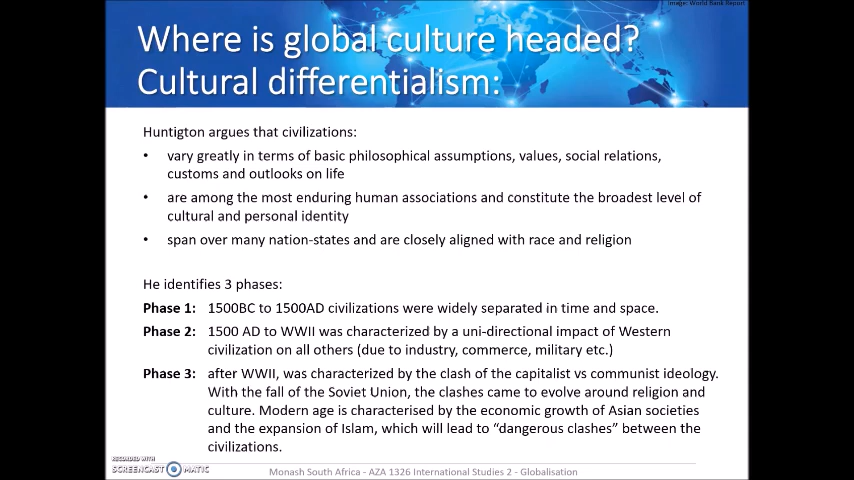 Image: World Bank Report
Where is global culture headed?
Cultural differentialism:
Huntigton argues that civilizations:
• vary greatly in terms of basic philosophical assumptions, values, social relations,
customs and outlooks on life
• are among the most enduring human associations and constitute the broadest level of
cultural and personal identity
• span over many nation-states and are closely aligned with race and religion
He identifies 3 phases:
Phase 1: 1500BC to 1500AD civilizations were widely separated in time and space.
Phase 2: 1500 AD to WWII was characterized by a uni-directional impact of Western
civilization on all others (due to industry, commerce, military etc.)
Phase 3: after WWII, was characterized by the clash of the capitalist vs communist ideology.
With the fall of the Soviet Union, the clashes came to evolve around religion and
culture. Modern age is characterised by the economic growth of Asian societies
and the expansion of Islam, which will lead to “dangerous clashes” between the
civilizations.
RECORDED WITH
SCREENCAST MATIC
Monash South Africa - AZA 1326 International Studies 2 - Globalisation